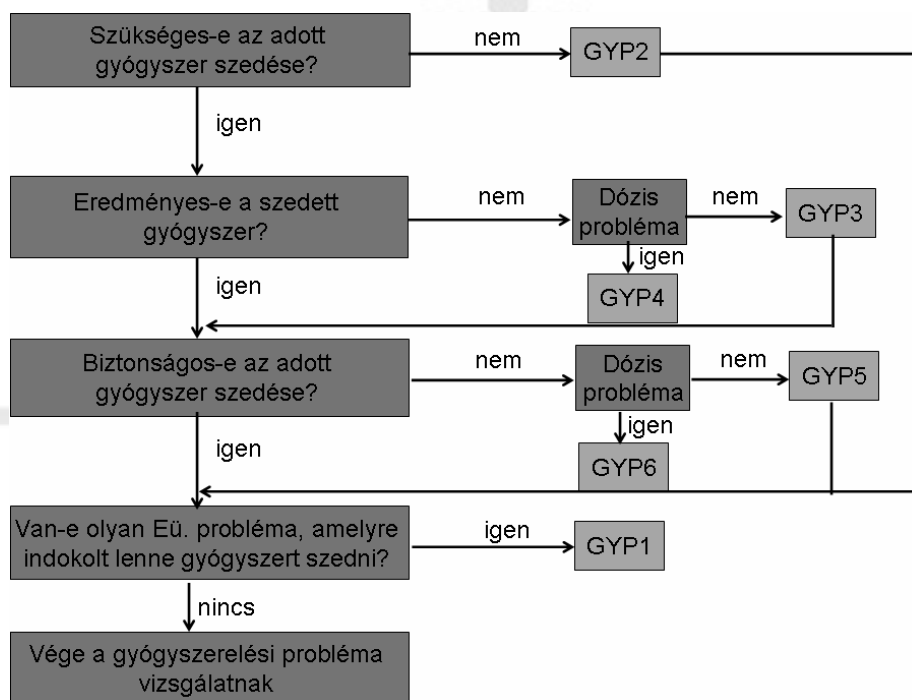 Szükséges-e az adott
gyógyszer szedése?
nem
GYP2
igen
Eredményes-e a szedett
gyógyszer?
nem
Dózis
probléma
nem
GYP3
igen
igen
GYP4
Biztonságos-e az adott
gyógyszer szedése?
nem
Dózis
probléma
nem
GYP5
igen
igen
GYP6
Van-e olyan Eü. probléma, amelyre
indokolt lenne gyógyszert szedni?
igen
GYP1
nincs
Vége a gyógyszerelési probléma
vizsgálatnak